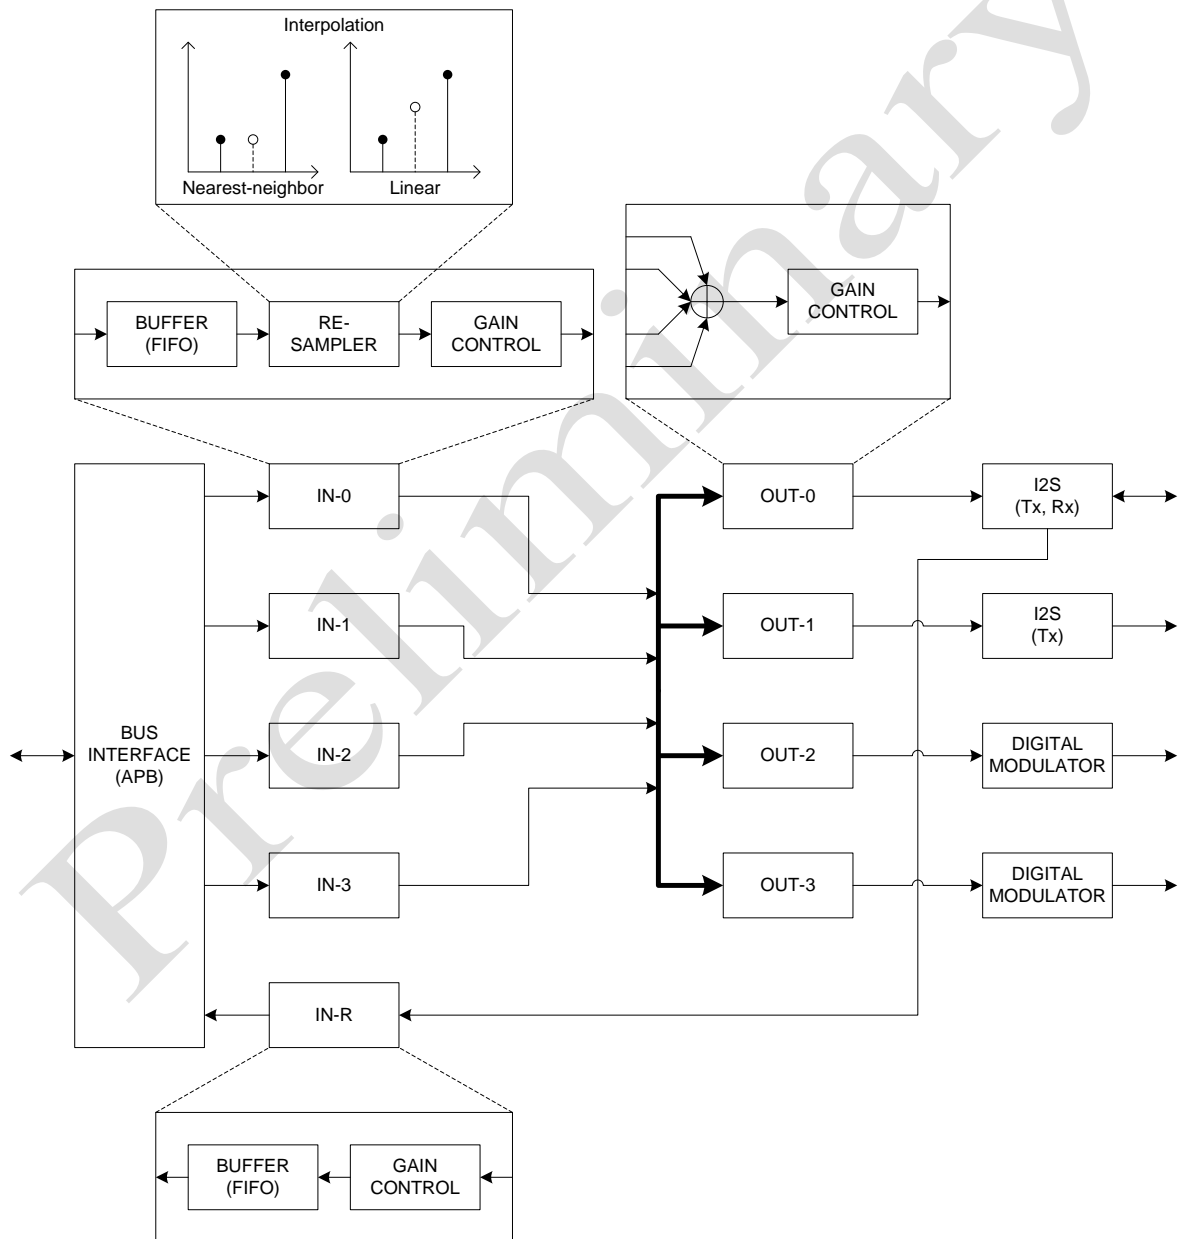 Interpolation
Nearest-neighbor
Linear
BUFFER
(FIFO)
RE-
SAMPLER
GAIN
CONTROL
GAIN
CONTROL
BUS
INTERFACE
(APB)
IN-0
OUT-0
I2S
(Tx, Rx)
IN-1
OUT-1
I2S
(Tx)
IN-2
OUT-2
DIGITAL
MODULATOR
IN-3
OUT-3
DIGITAL
MODULATOR
IN-R
BUFFER
(FIFO)
GAIN
CONTROL
Preliminary